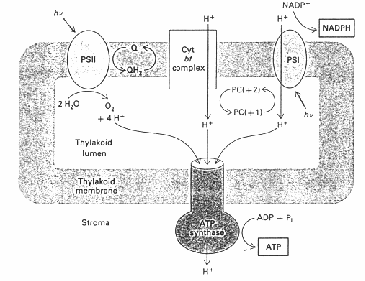 hν
NADP+
NADPH
H+
H+
PSII
Q
QH2
Cyt
bf
complex
PSI
PC(+2)
PC(+1)
2 H2O
O2
+ 4 H+
H+
H+
hν
Thylakoid
lumen
Thylakoid
membrane
Stroma
ATP
synthase
ADP + Pi
ATP
H+